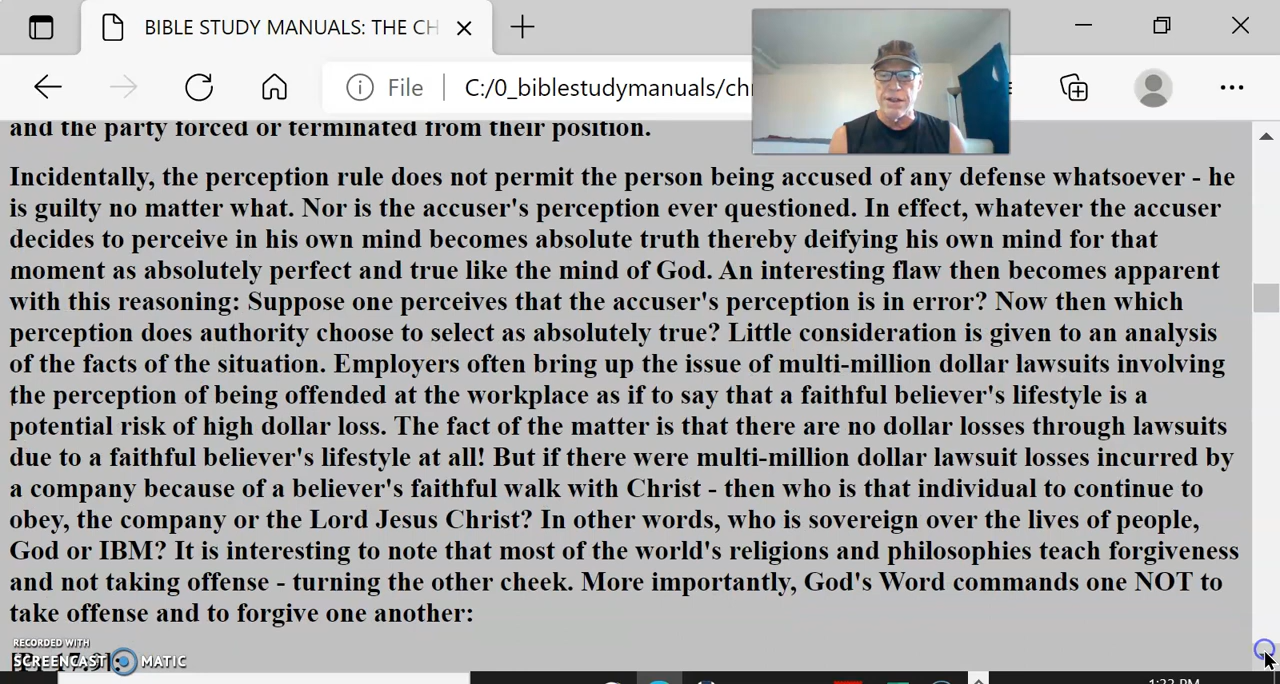 BIBLE STUDY MANUALS: THE CH
File C:/0_biblestudymanuals/chr
and the party forced or terminated from their position.
Incidentally, the perception rule does not permit the person being accused of any defense whatsoever - he
is guilty no matter what. Nor is the accuser's perception ever questioned. In effect, whatever the accuser
decides to perceive in his own mind becomes absolute truth thereby deifying his own mind for that
moment as absolutely perfect and true like the mind of God. An interesting flaw then becomes apparent
with this reasoning: Suppose one perceives that the accuser's perception is in error? Now then which
perception does authority choose to select as absolutely true? Little consideration is given to an analysis
of the facts of the situation. Employers often bring up the issue of multi-million dollar lawsuits involving
the perception of being offended at the workplace as if to say that a faithful believer's lifestyle is a
potential risk of high dollar loss. The fact of the matter is that there are no dollar losses through lawsuits
due to a faithful believer's lifestyle at all! But if there were multi-million dollar lawsuit losses incurred by
a company because of a believer's faithful walk with Christ - then who is that individual to continue to
obey, the company or the Lord Jesus Christ? In other words, who is sovereign over the lives of people,
God or IBM? It is interesting to note that most of the world's religions and philosophies teach forgiveness
and not taking offense - turning the other cheek. More importantly, God's Word commands one NOT to
take offense and to forgive one another:
RECORDED WITH
SCREENCAST MATIC
1:33 PM